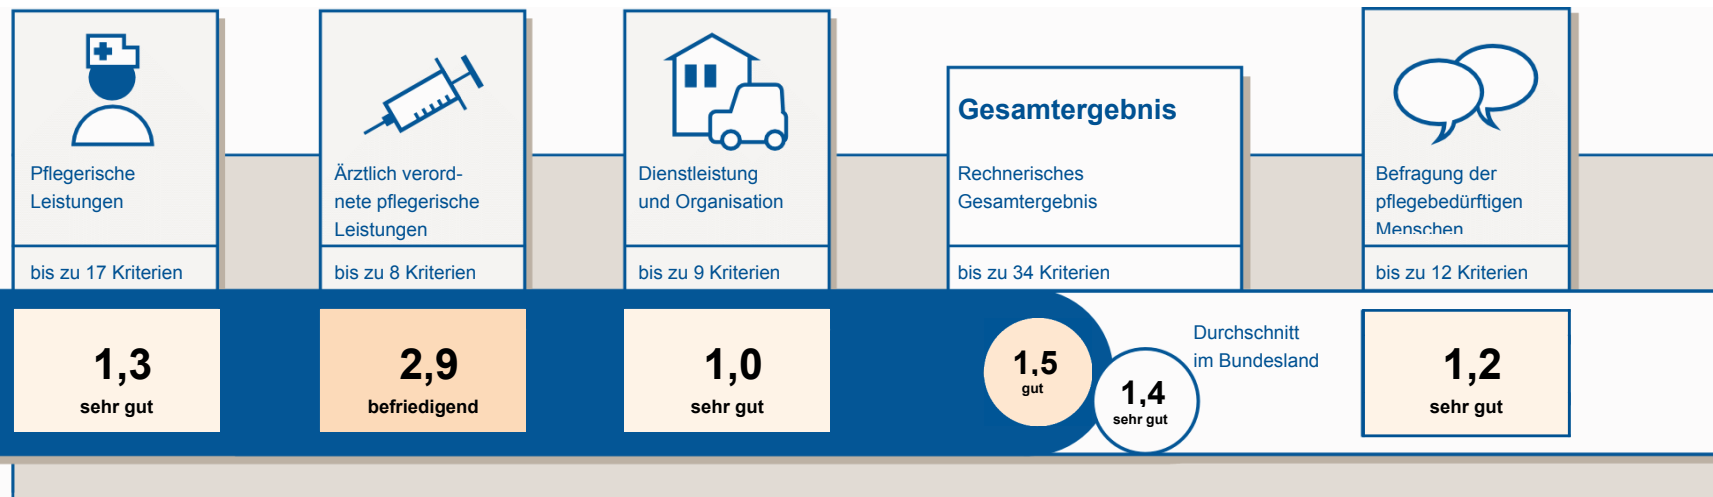 Pflegerische
Leistungen
bis zu 17 Kriterien
1,3
sehr gut
Ärztlich verord-
nete pflegerische
Leistungen
bis zu 8 Kriterien
2,9
befriedigend
Dienstleistung
und Organisation
bis zu 9 Kriterien
1,0
sehr gut
Gesamtergebnis
Rechnerisches
Gesamtergebnis
bis zu 34 Kriterien
1,5
gut
1,4
sehr gut
Durchschnitt
im Bundesland
Befragung der
pflegebedürftigen
Menschen
bis zu 12 Kriterien
1,2
sehr gut